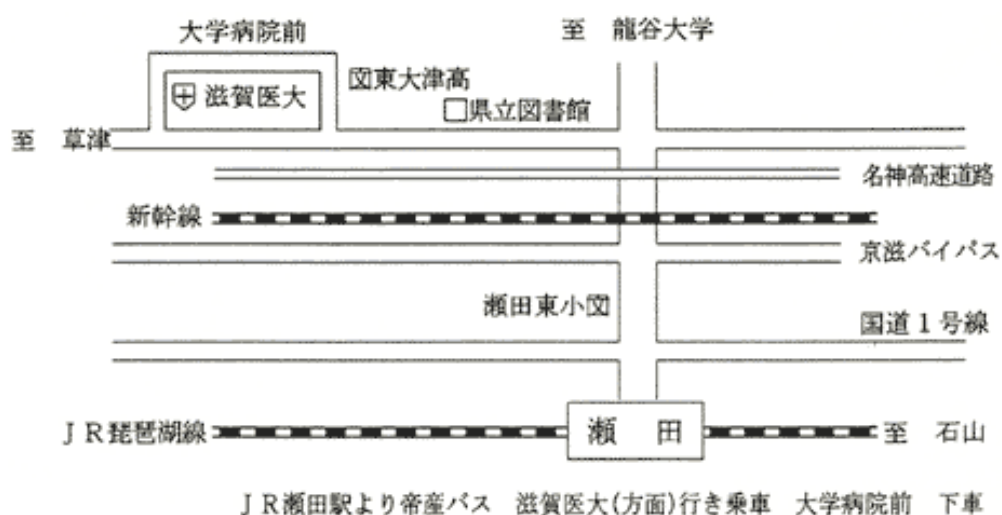 大学病院前
至 龍谷大学
滋賀医大
図東大津高
県立図書館
至 草津
名神高速道路
新幹線
京滋バイパス
瀬田東小図
国道1号線
JR琵琶湖線
瀬 田
至 石山
JR瀬田駅より帝産バス 滋賀医大(方面)行き乗車 大学病院前 下車